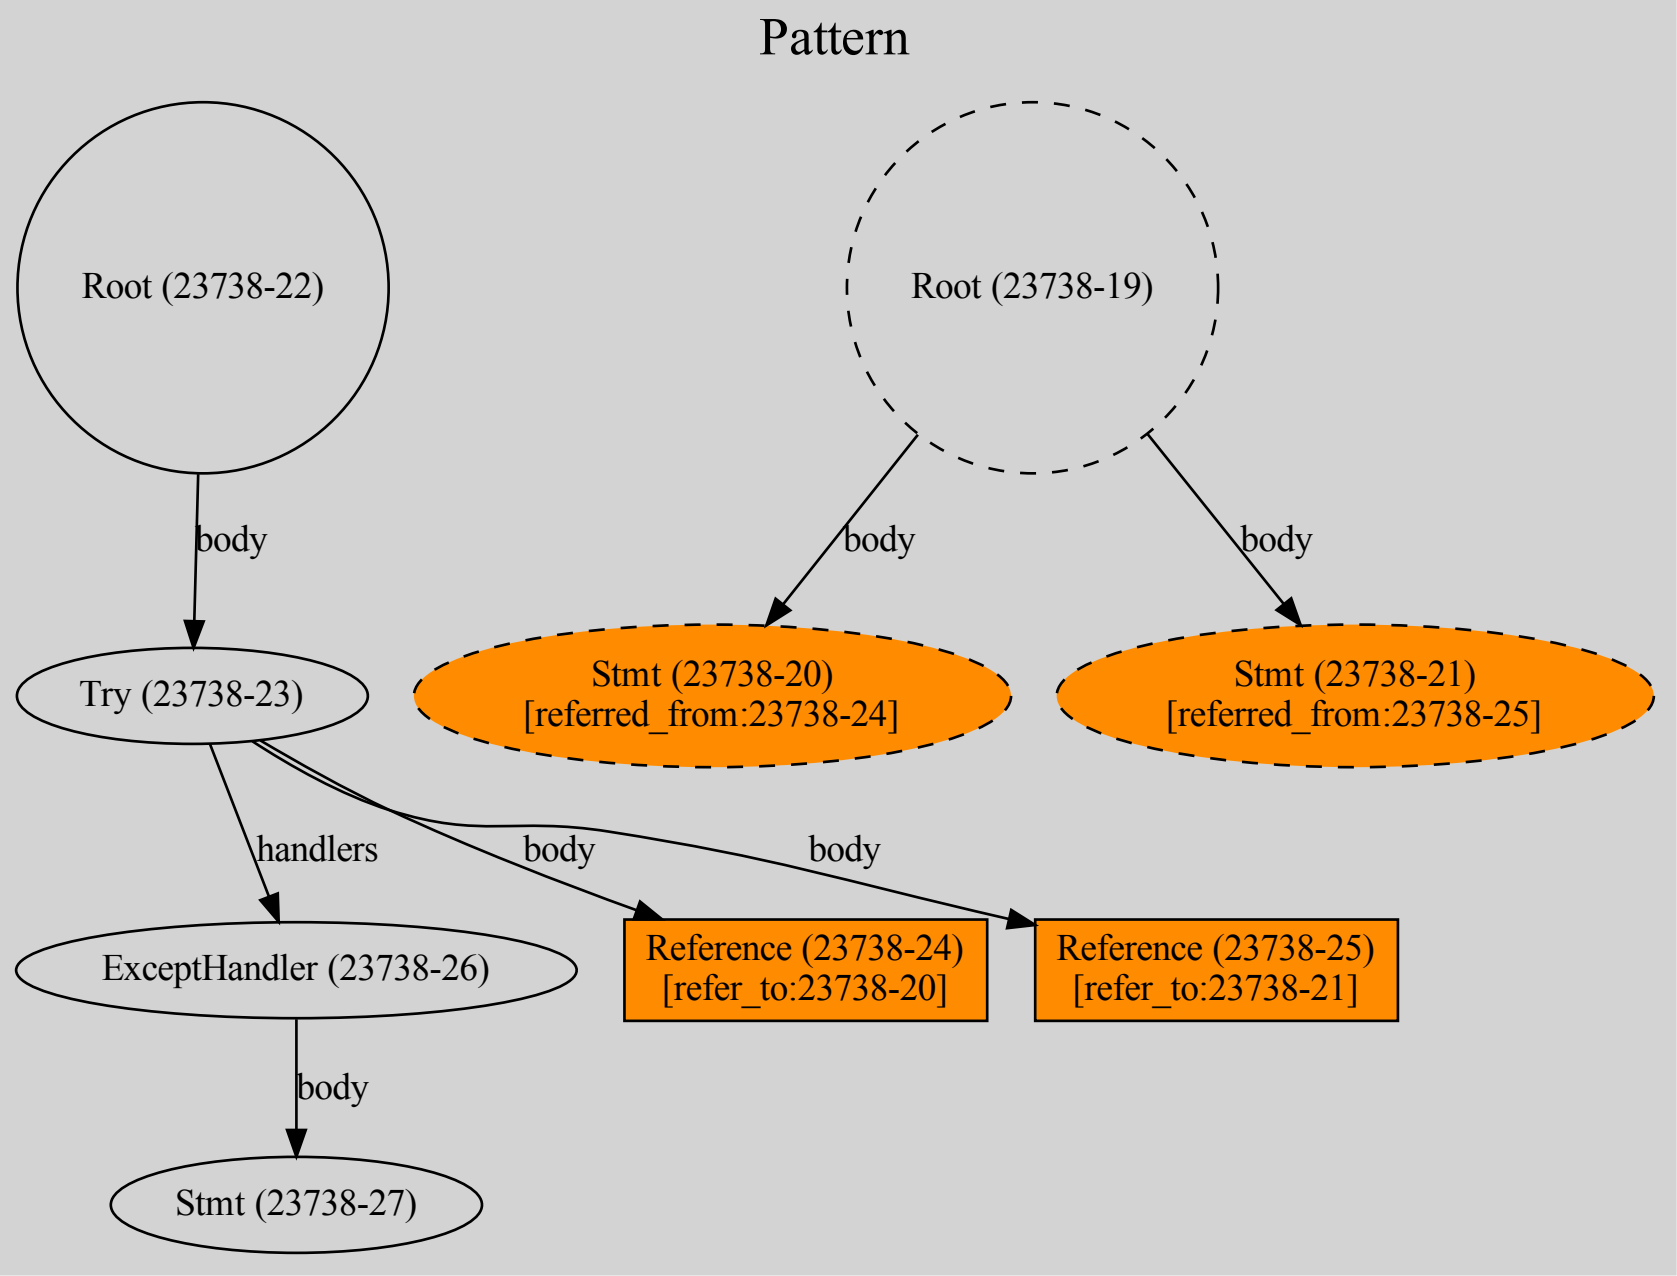 Pattern
Root (23738-22)
Root (23738-19)
body
body
body
Try (23738-23)
Stmt (23738-20)
[referred_from:23738-24]
Stmt (23738-21)
[referred_from:23738-25]
handlers
body
body
ExceptHandler (23738-26)
Reference (23738-24)
[refer_to:23738-20]
Reference (23738-25)
[refer_to:23738-21]
body
Stmt (23738-27)